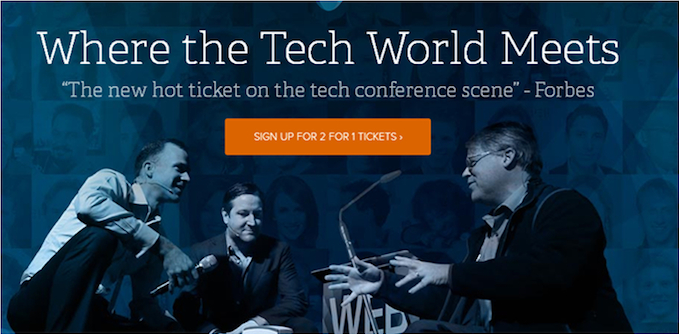 Where the Tech World Meets
“The new hot ticket on the tech conference scene” - Forbes
SIGN UP FOR 2 FOR 1 TICKETS ›
WEB